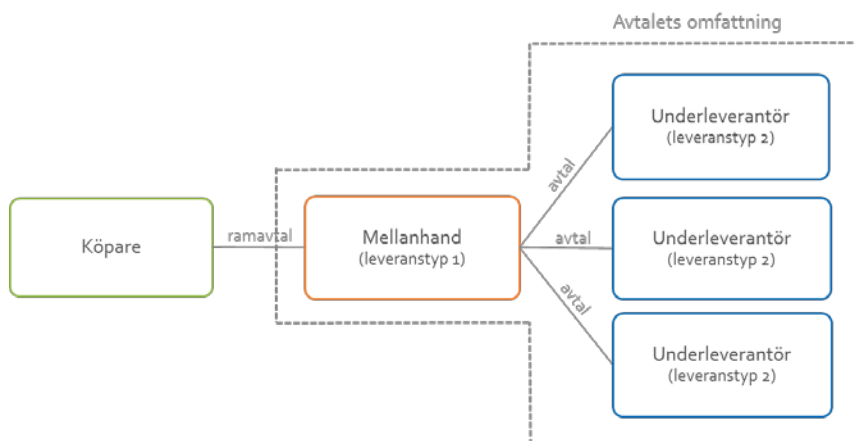 Avtalets omfattning
Underleverantör
(leveranstyp 2)
avtal
Köpare
ramavtal
Mellanhand
(leveranstyp 1)
avtal
Underleverantör
(leveranstyp 2)
avtal
Underleverantör
(leveranstyp 2)